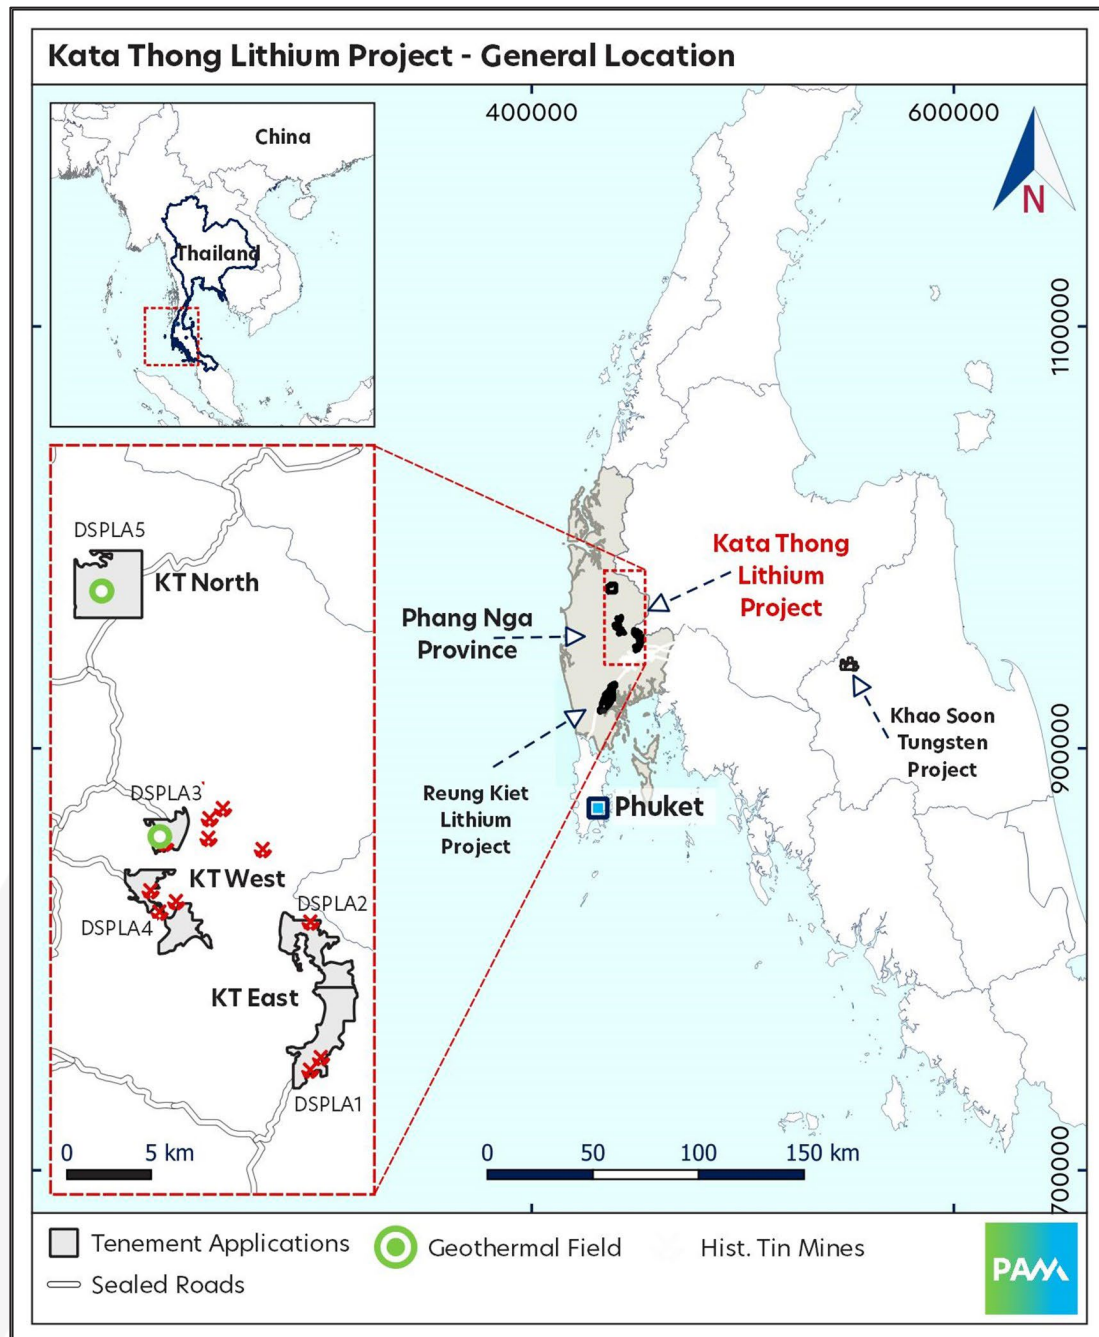 Kata Thong Lithium Project - General Location
400000
600000
China
Thailand
N
1100000
DSPLA5
KT North
Kata Thong
Lithium
Project
Phang Nga
Province
Khao Soon
Tungsten
Project
900000
Reung Kiet
Lithium
Project
Phuket
DSPLA3
KT West
DSPLA4
DSPLA2
KT East
DSPLA1
0
5 km
0
50
100
150 km
700000
Tenement Applications
Geothermal Field
Hist. Tin Mines
Sealed Roads
PAM